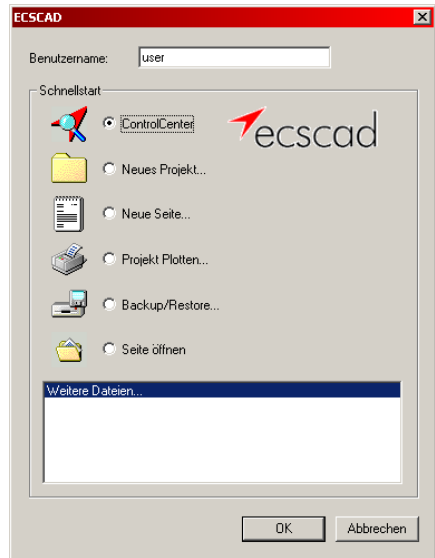 ECSCAD
Benutzername: user
Schnellstart
ControlCenter
ecscad
Neues Projekt...
Neue Seite...
Projekt Plotten...
Backup/Restore...
Seite öffnen
Weitere Dateien...
OK Abbrechen